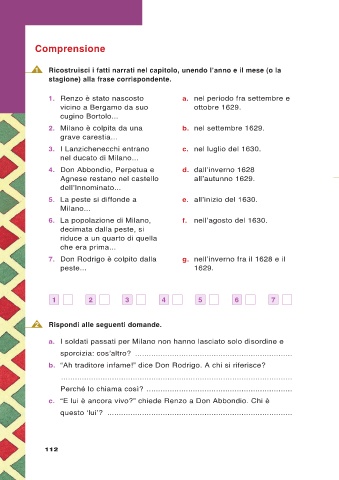 Comprensione
1 Ricostruisci i fatti narrati nel capitolo, unendo l'anno e il mese (o la
stagione) alla frase corrispondente.
1. Renzo è stato nascosto
vicino a Bergamo da suo
cugino Bortolo...
a. nel periodo fra settembre e
ottobre 1629.
2. Milano è colpita da una
grave carestia...
b. nel settembre 1629.
3. I Lanzichenecchi entrano
nel ducato di Milano...
c. nel luglio del 1630.
4. Don Abbondio, Perpetua e
Agnese restano nel castello
dell'Innominato...
d. dall'inverno 1628
all'autunno 1629.
5. La peste si diffonde a
Milano...
e. all'inizio del 1630.
6. La popolazione di Milano,
decimata dalla peste, si
riduce a un quarto di quella
che era prima...
f. nell'agosto del 1630.
7. Don Rodrigo è colpito dalla
peste...
g. nell'inverno fra il 1628 e il
1629.
1 2 3 4 5 6 7
2 Rispondi alle seguenti domande.
a. I soldati passati per Milano non hanno lasciato solo disordine e
sporcizia: cos'altro? ......................................................................
b. "Ah traditore infame!" dice Don Rodrigo. A chi si riferisce?
......................................................................................................
Perché lo chiama così? ................................................................
c. "E lui è ancora vivo?" chiede Renzo a Don Abbondio. Chi è
questo 'lui'? ..................................................................................
112